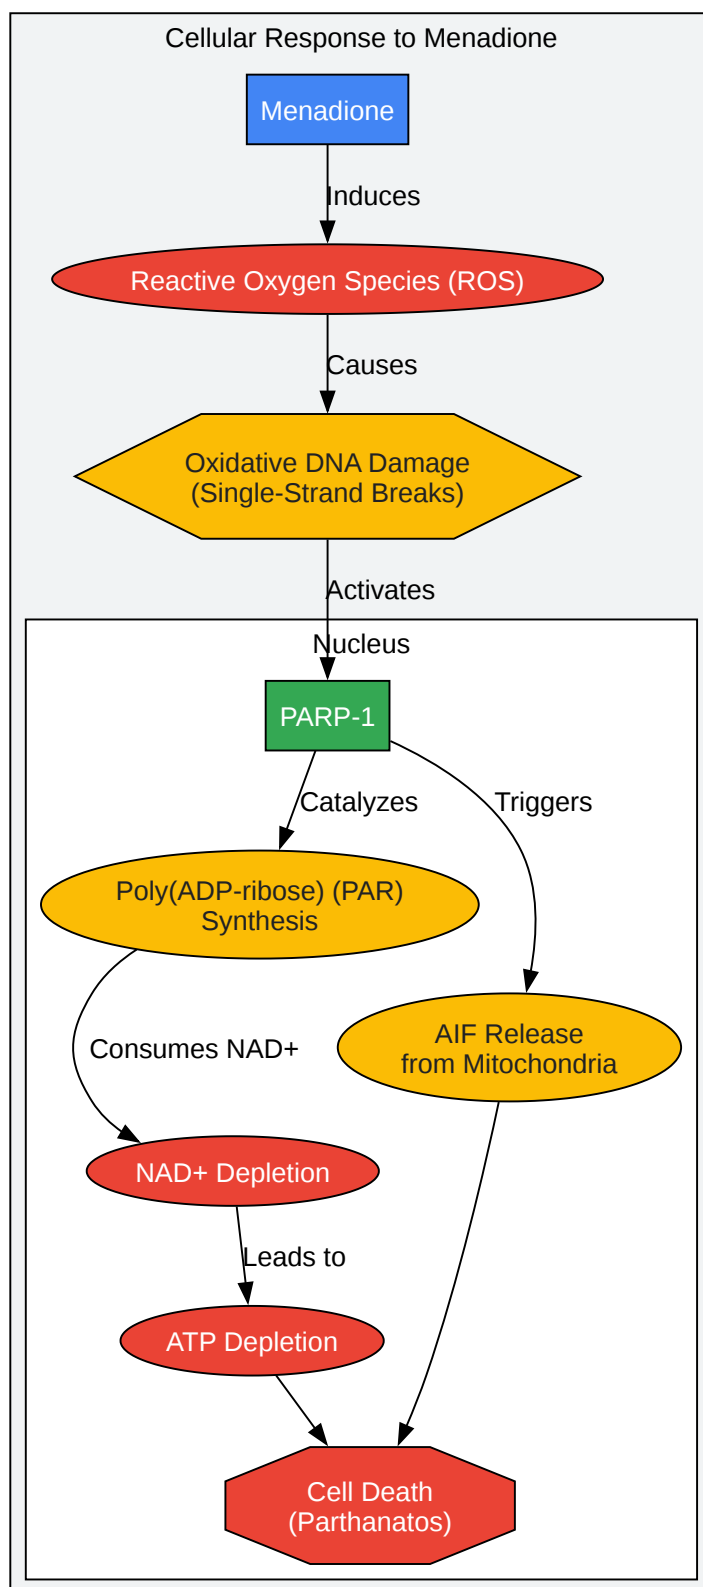 Cellular Response to Menadione
Menadione
Induces
Reactive Oxygen Species (ROS)
Causes
Oxidative DNA Damage
(Single-Strand Breaks)
Activates
Nucleus
PARP-1
Catalyzes
Triggers
Poly(ADP-ribose) (PAR)
Synthesis
AIF Release
from Mitochondria
Consumes NAD+
NAD+ Depletion
Leads to
ATP Depletion
Cell Death
(Parthanatos)